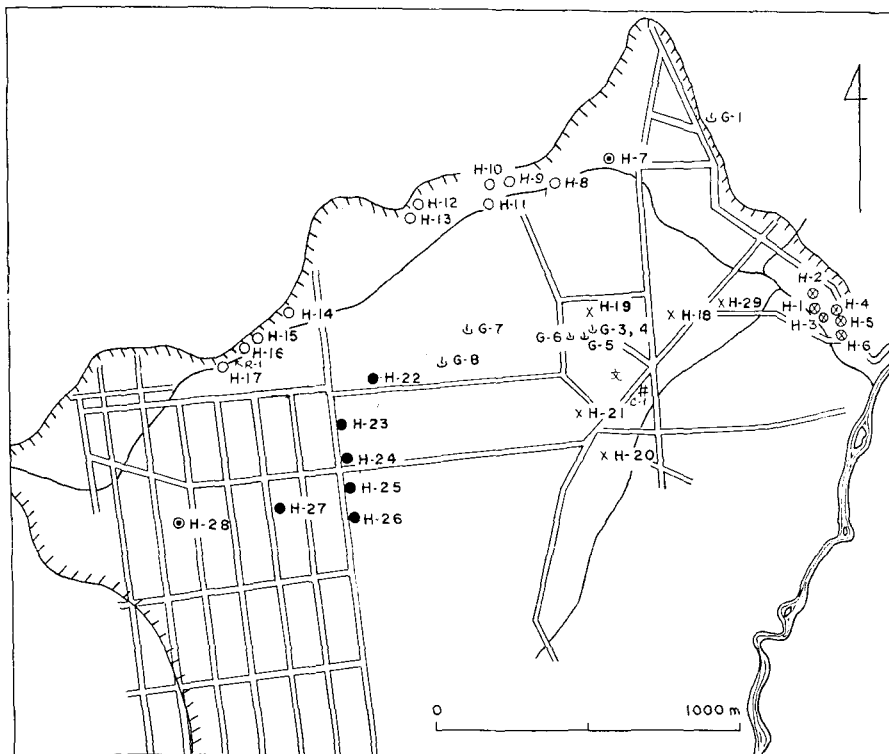 G-1
H-7
H-10
H-9
H-8
H-12
H-11
H-13
H-2
H-14
H-19
H-18
H-29
H-1
H-4
H-3
H-5
G-7
G-3, 4
G-6
G-5
H-6
H-15
H-16
R-1
G-8
H-17
H-22
文
C-1
H-21
H-23
H-20
H-24
H-25
H-27
H-26
H-28
0
1000 m